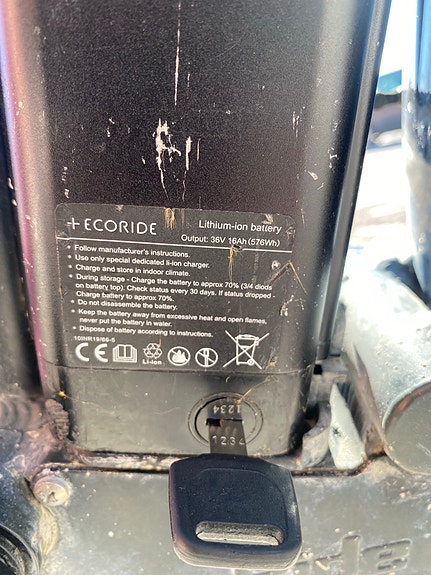 +ECORIDE
Lithium-ion battery
Output: 36V 16Ah (576Wh)
• Follow manufacturer's instructions.
• Use only special dedicated li-ion charger.
• Charge and store in indoor climate.
• During storage - Charge the battery to approx 70% (3/4 diods
on battery top). Check status every 30 days. If status dropped -
Charge battery to approx 70%.
• Do not disassemble the battery.
• Keep the battery away from excessive heat and open flames,
never put the battery in water.
• Dispose of battery according to instructions.
10IHR19/66-5
CE
Li-ion
1234
1234